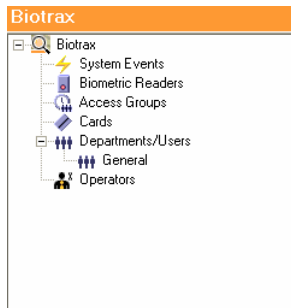 Biotrax
Biotrax
System Events
Biometric Readers
Access Groups
Cards
Departments/Users
General
Operators